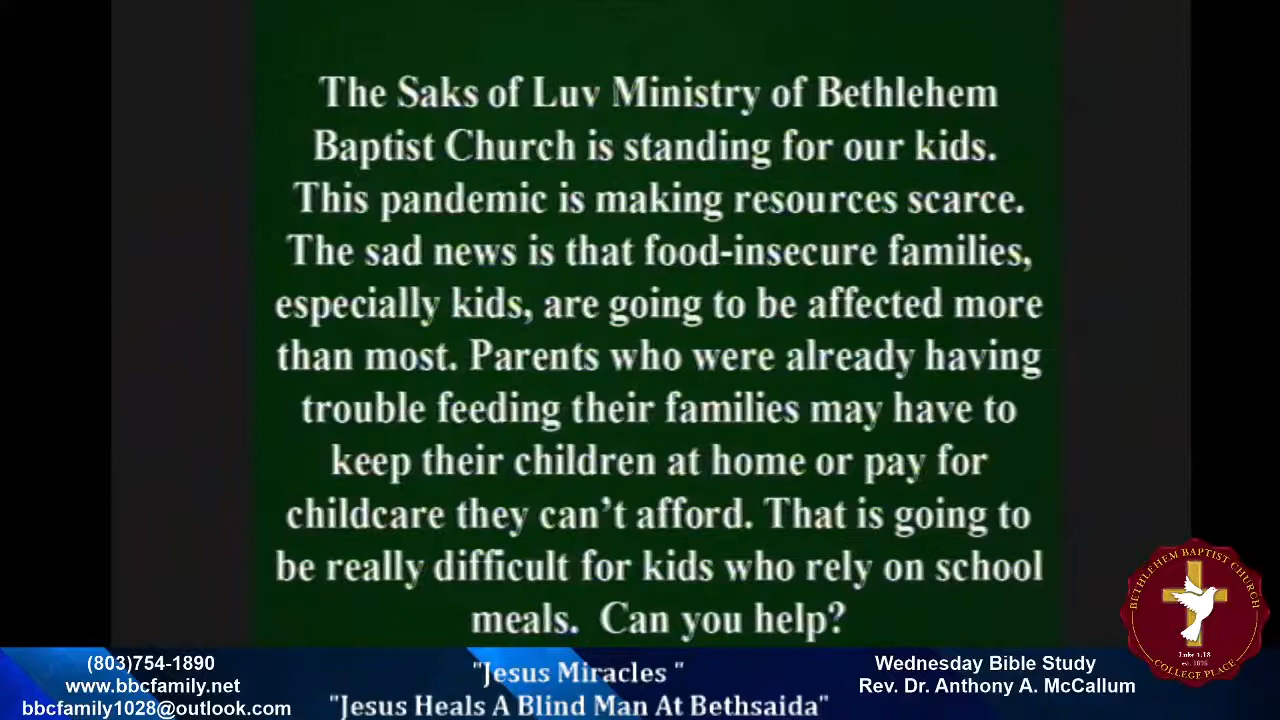 The Saks of Luv Ministry of Bethlehem
Baptist Church is standing for our kids.
This pandemic is making resources scarce.
The sad news is that food-insecure families,
especially kids, are going to be affected more
than most. Parents who were already having
trouble feeding their families may have to
keep their children at home or pay for
childcare they can’t afford. That is going to
be really difficult for kids who rely on school
meals.  Can you help?
(803)754-1890
www.bbcfamily.net
bbcfamily1028@outlook.com
"Jesus Miracles "
"Jesus Heals A Blind Man At Bethsaida"
Wednesday Bible Study
Rev. Dr. Anthony A. McCallum
BETHLEHEM BAPTIST CHURCH
Luke 4:18
COLLEGE PLACE